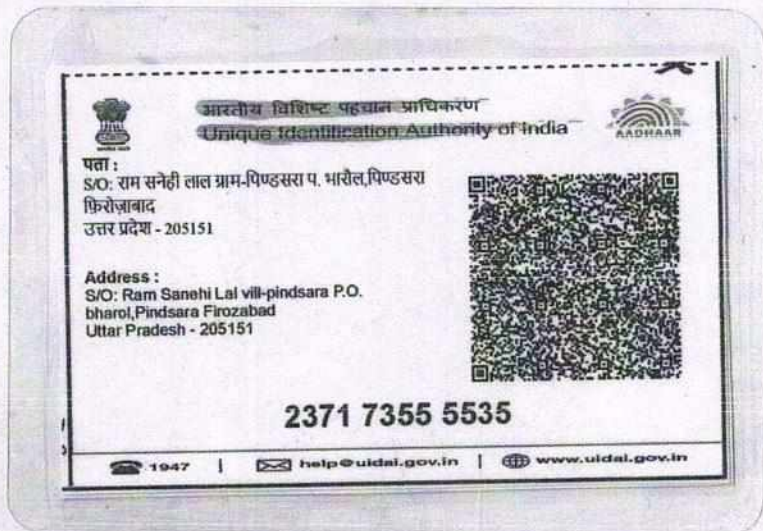 भारतीय विशिष्ट पहचान प्राधिकरण
Unique Identification Authority of India
AADHAAR
पता :
S/O: राम सनेही लाल ग्राम-पिण्डसरा प. भारौल,पिण्डसरा
फ़िरोज़ाबाद
उत्तर प्रदेश - 205151
Address :
S/O: Ram Sanehi Lal vill-pindsara P.O.
bharol,Pindsara Firozabad
Uttar Pradesh - 205151
2371 7355 5535
1947 | help@uidai.gov.in | www.uidai.gov.in